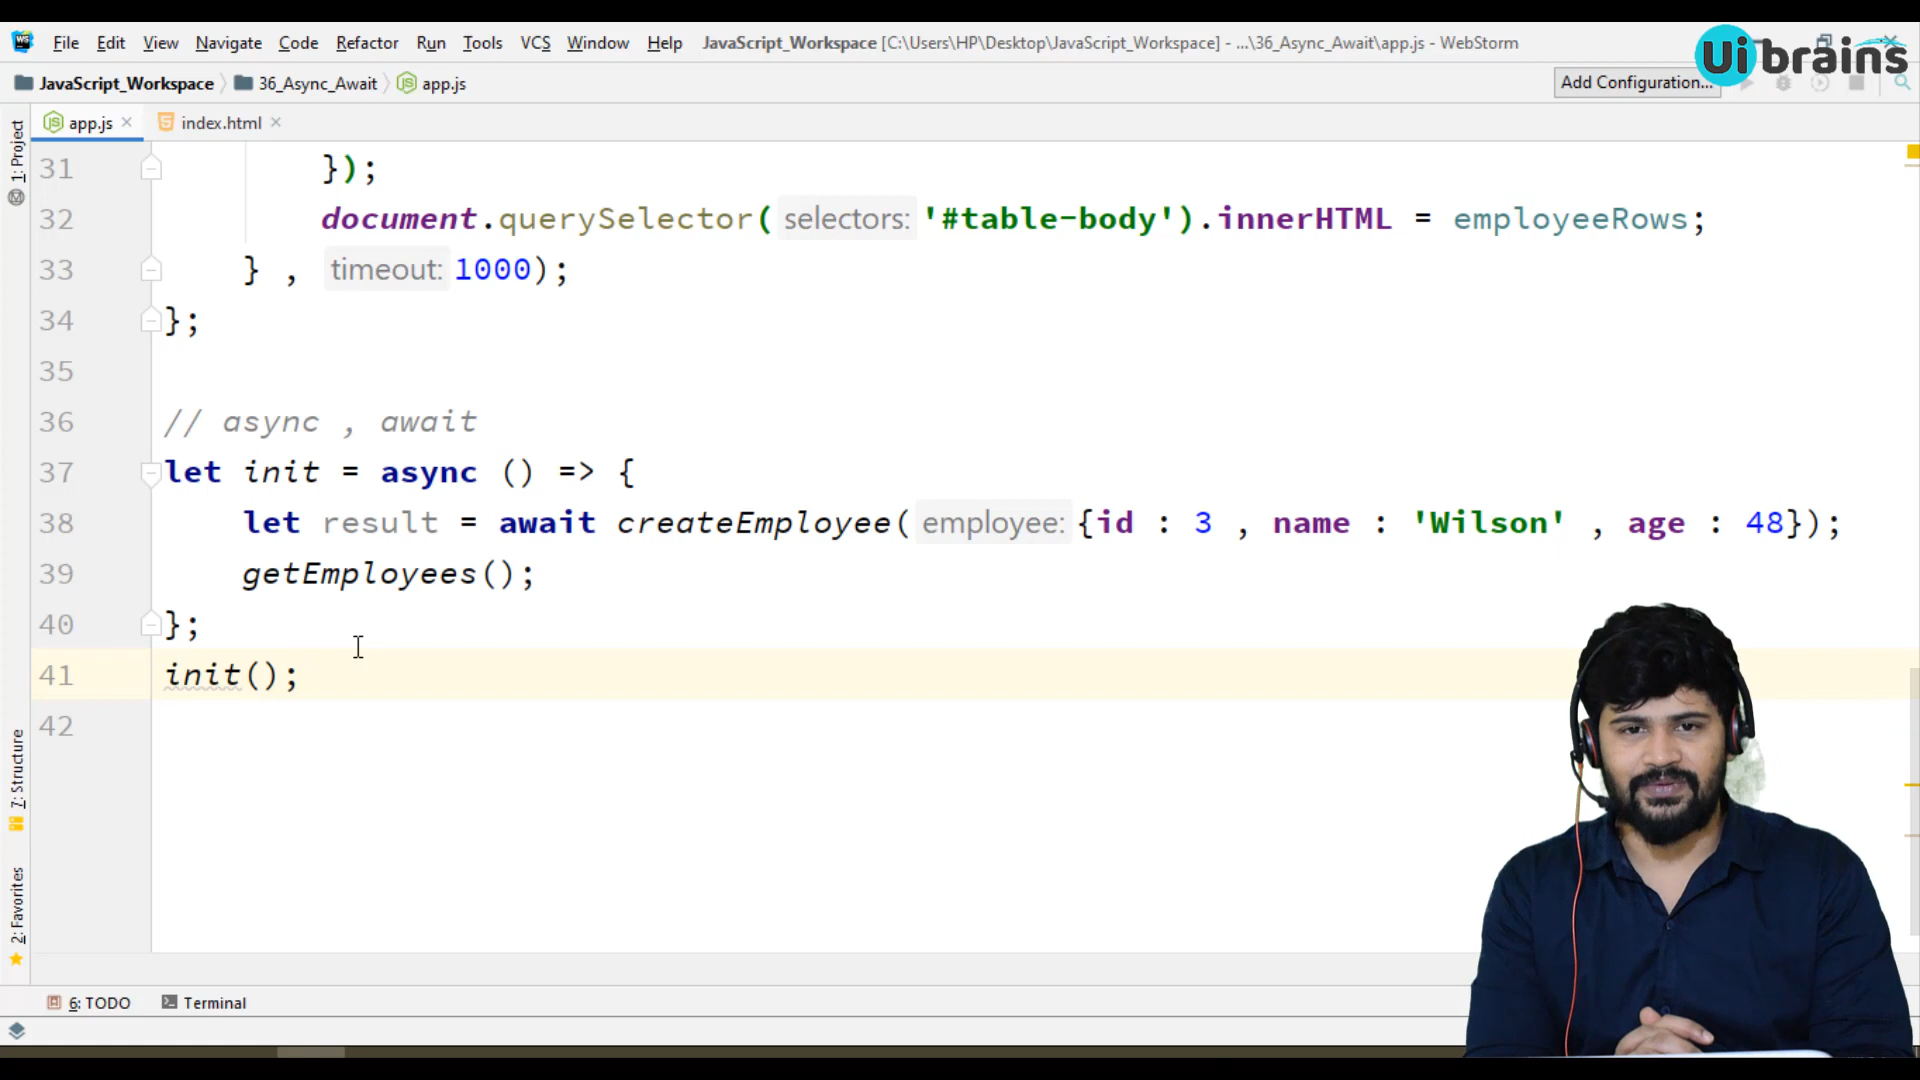 File Edit View Navigate Code Refactor Run Tools VCS Window Help JavaScript_Workspace [C:\Users\HP\Desktop\JavaScript_Workspace] - ...\36_Async_Await\app.js - WebStorm
Ui brains
JavaScript_Workspace 36_Async_Await app.js Add Configuration...
app.js index.html
1: Project
7: Structure
2: Favorites
31 });
32 document.querySelector( selectors: '#table-body').innerHTML = employeeRows;
33 } , timeout: 1000);
34 };
35
36 // async , await
37 let init = async () => {
38 let result = await createEmployee( employee: {id : 3 , name : 'Wilson' , age : 48});
39 getEmployees();
40 };
41 init();
42
6: TODO Terminal